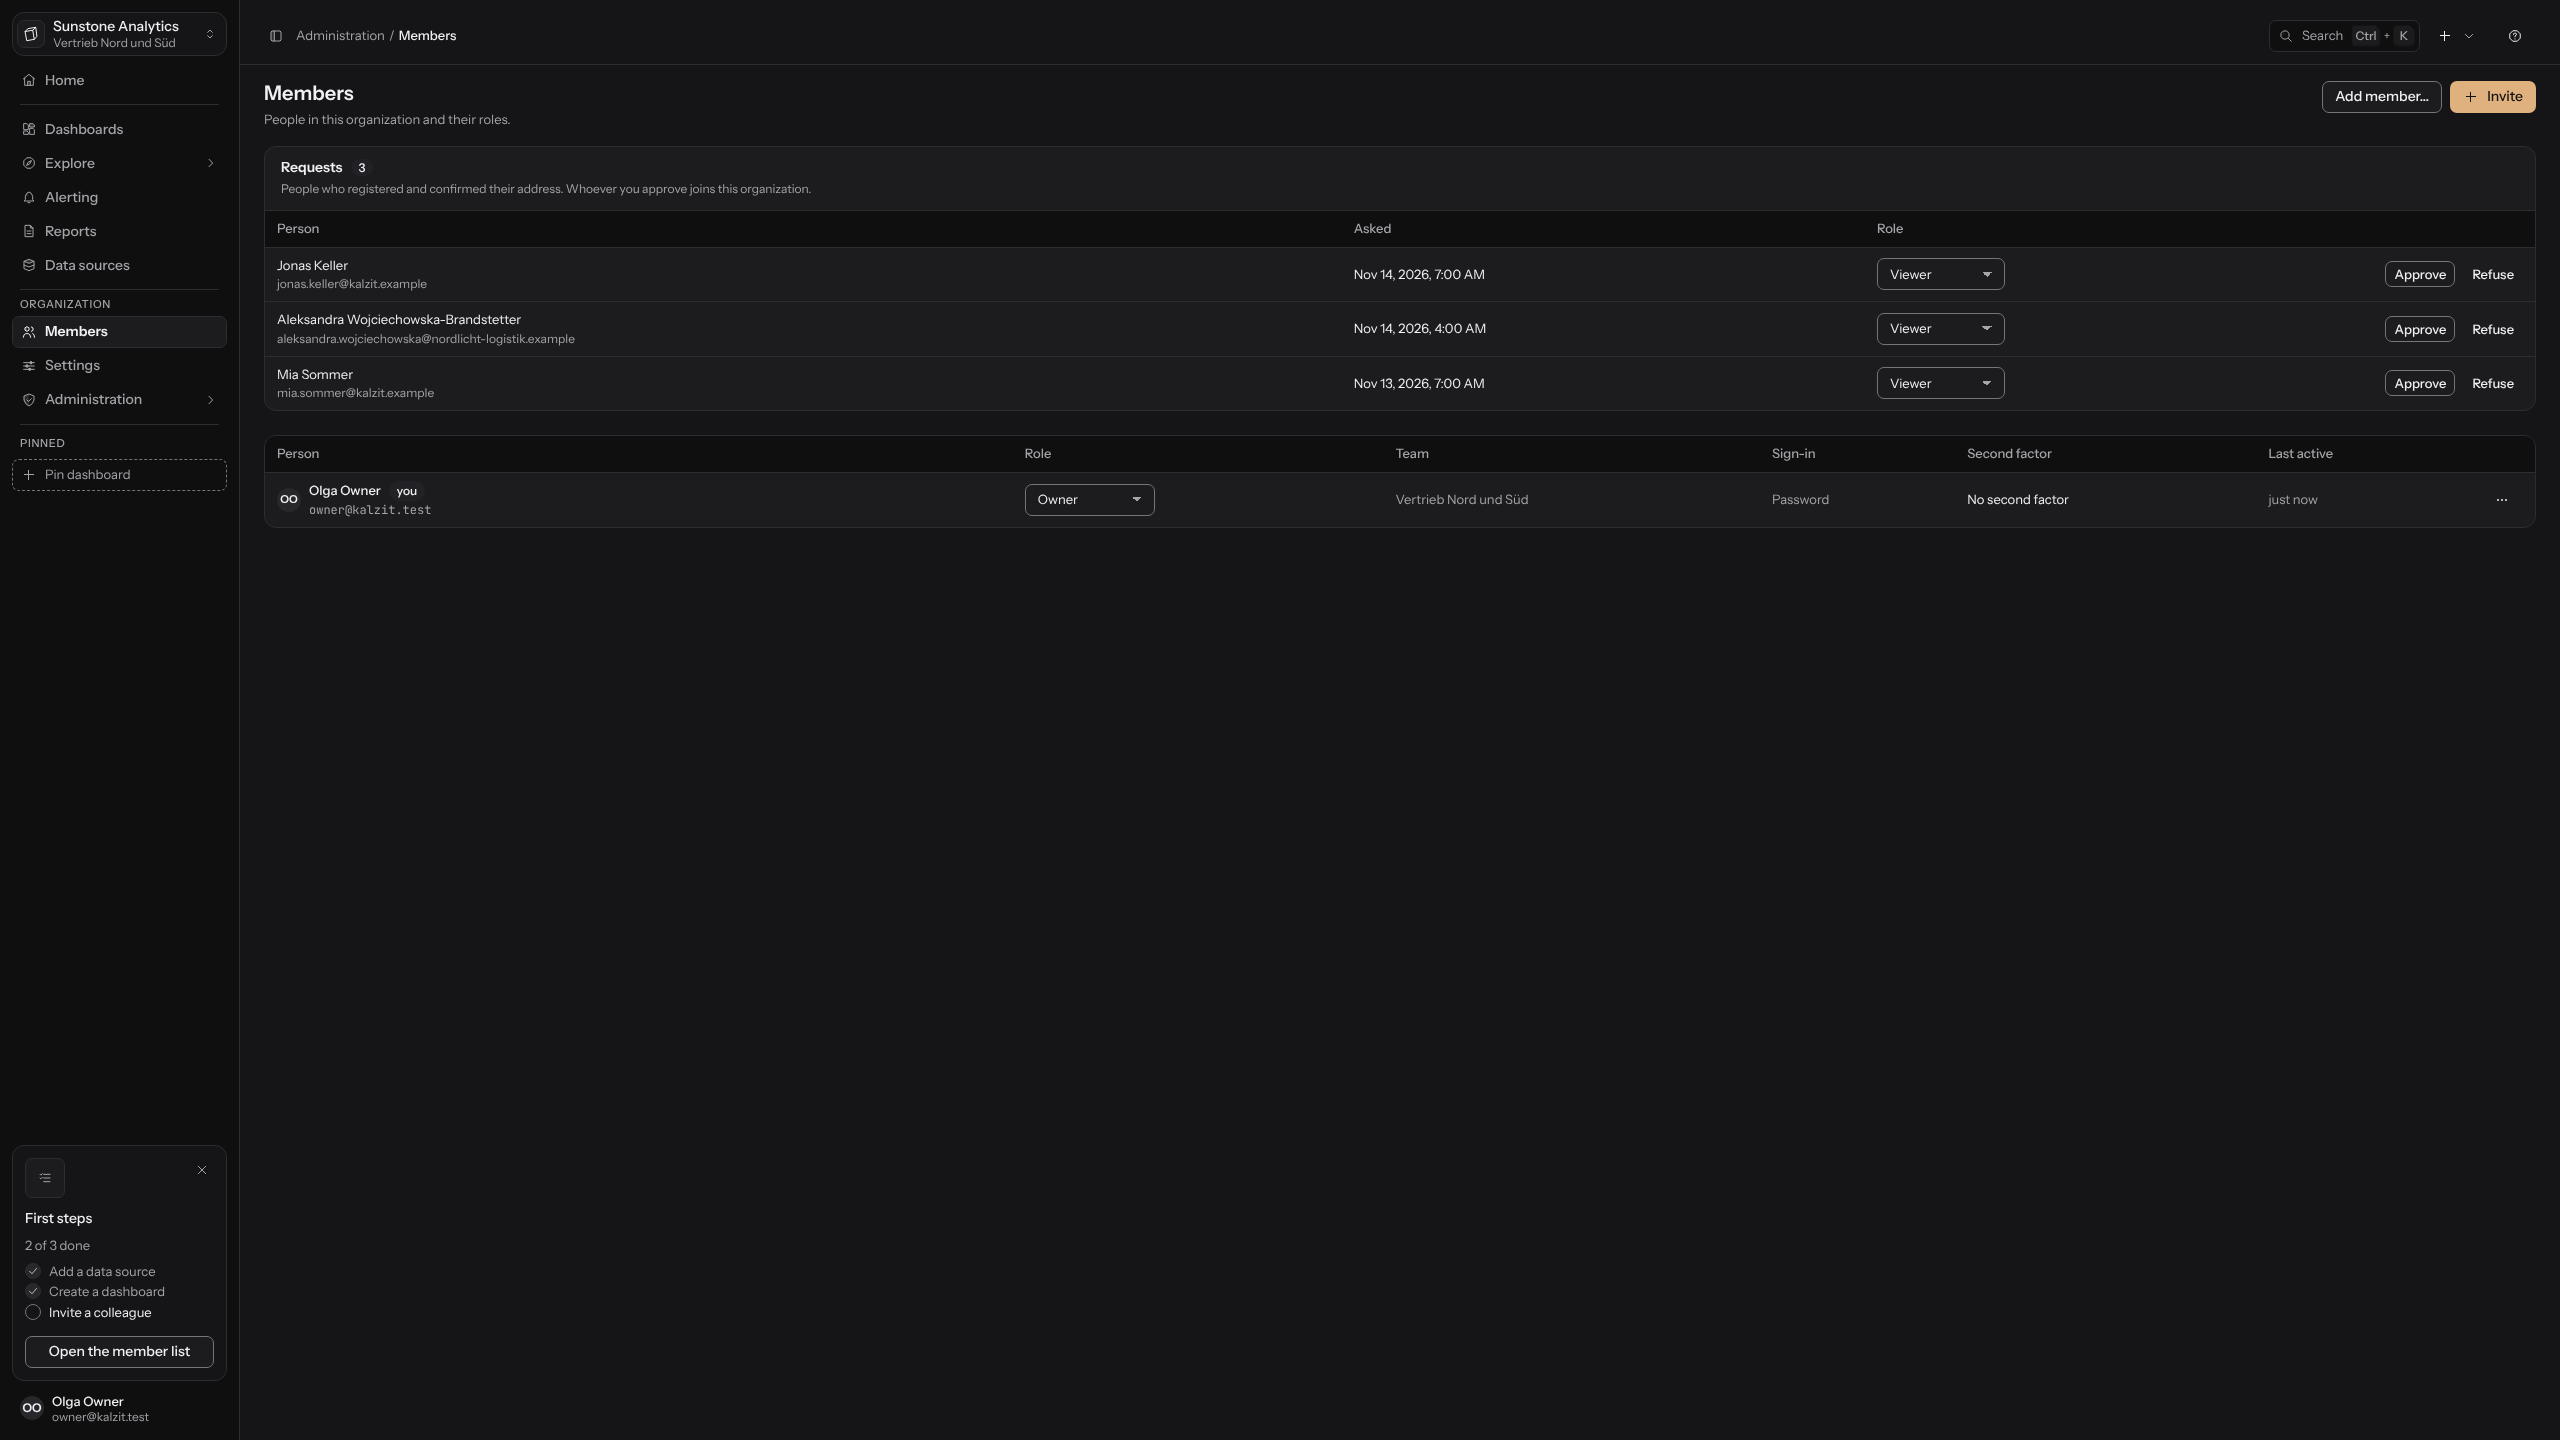 Sunstone Analytics
Vertrieb Nord und Süd
Home
Dashboards
Explore
Alerting
Reports
Data sources
ORGANIZATION
Members
Settings
Administration
PINNED
Pin dashboard
First steps
2 of 3 done
Add a data source
Create a dashboard
Invite a colleague
Open the member list
OO Olga Owner
owner@kalzit.test
Administration / Members
Search Ctrl + K
Members
People in this organization and their roles.
Add member...
Invite
Requests 3
People who registered and confirmed their address. Whoever you approve joins this organization.
Person Asked Role
Jonas Keller
jonas.keller@kalzit.example
Nov 14, 2026, 7:00 AM Viewer Approve Refuse
Aleksandra Wojciechowska-Brandstetter
aleksandra.wojciechowska@nordlicht-logistik.example
Nov 14, 2026, 4:00 AM Viewer Approve Refuse
Mia Sommer
mia.sommer@kalzit.example
Nov 13, 2026, 7:00 AM Viewer Approve Refuse
Person Role Team Sign-in Second factor Last active
OO Olga Owner you
owner@kalzit.test
Owner Vertrieb Nord und Süd Password No second factor just now